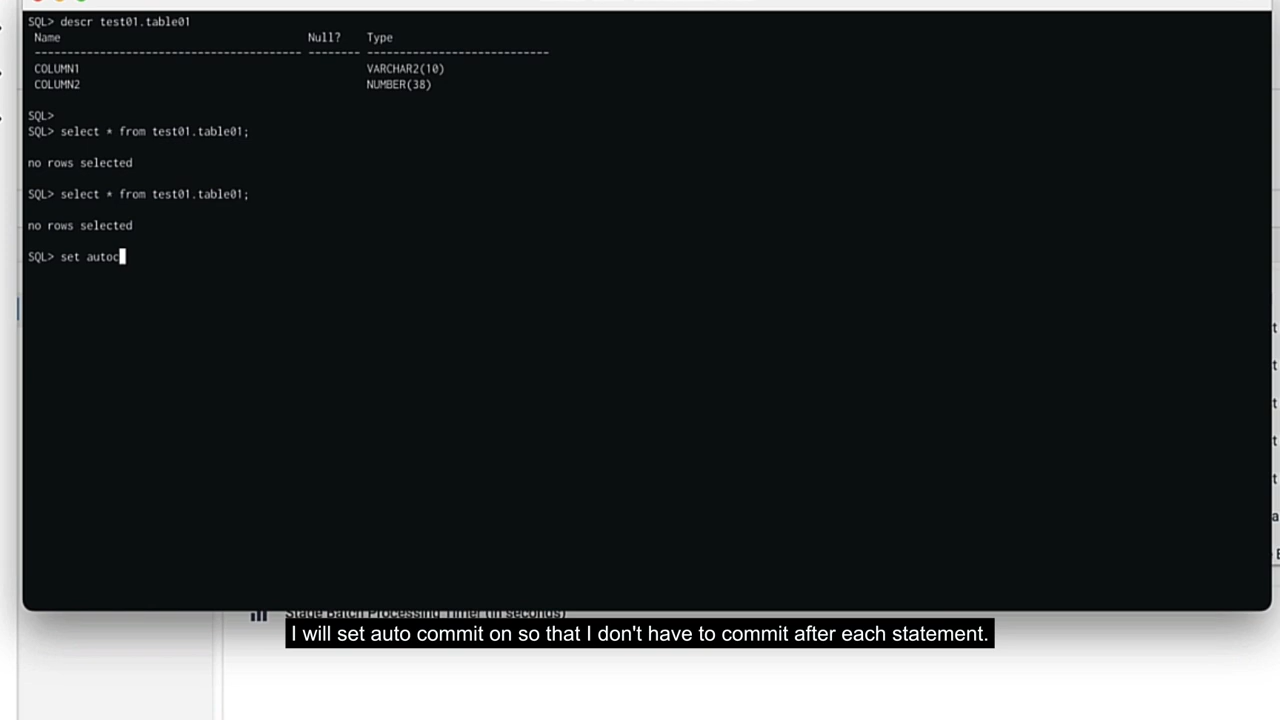 SQL> descr test01.table01
Name Null? Type
----------------------------------------- -------- ----------------------------
COLUMN1 VARCHAR2(10)
COLUMN2 NUMBER(38)
SQL>
SQL> select * from test01.table01;
no rows selected
SQL> select * from test01.table01;
no rows selected
SQL> set autoc
Stage Batch Processing Timer (in seconds)
I will set auto commit on so that I don't have to commit after each statement.